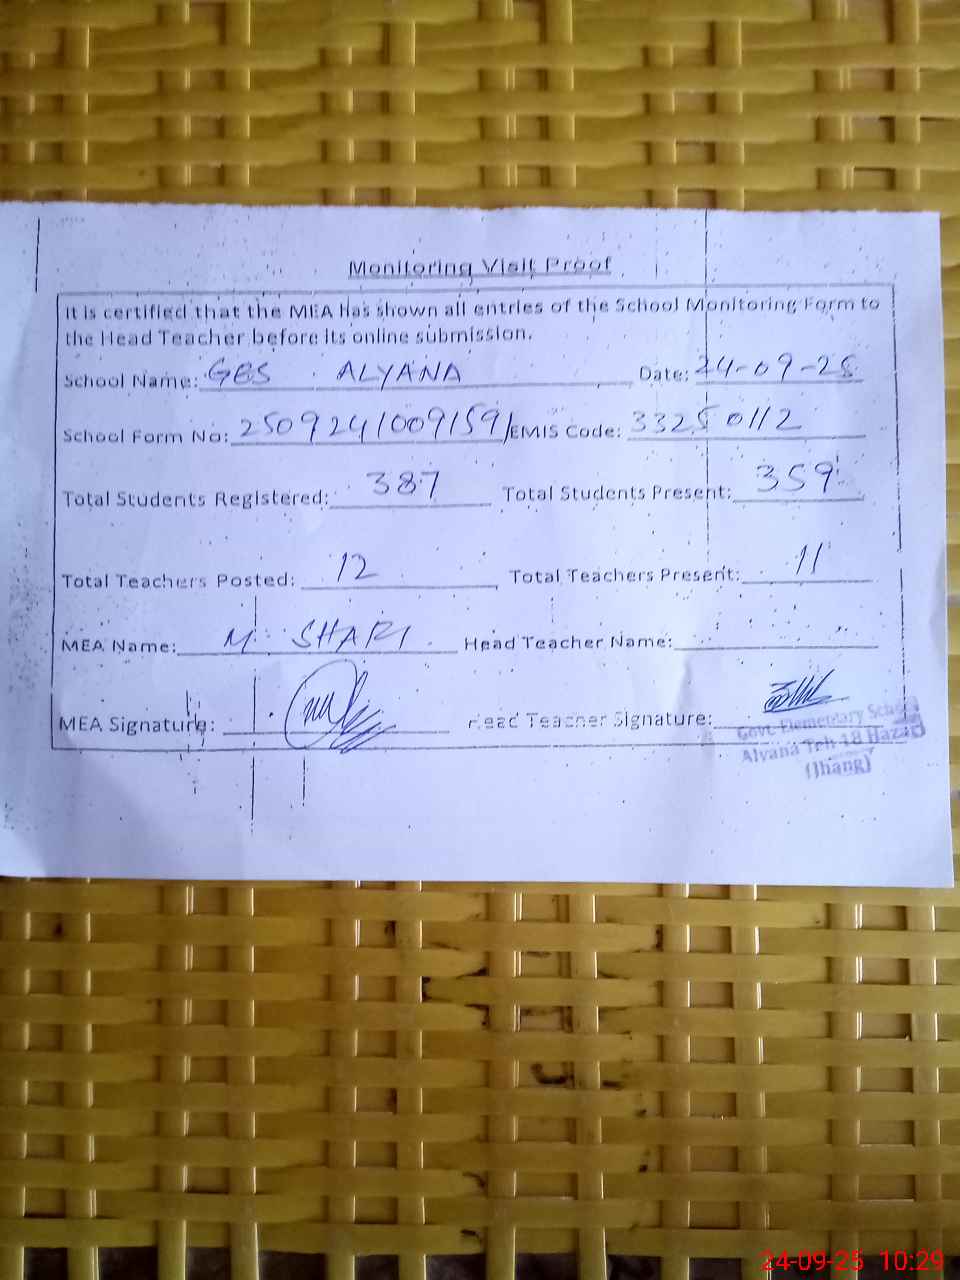 Monitoring Visit Proof
It is certified that the MEA has shown all entries of the School Monitoring Form to
the Head Teacher before its online submission.
School Name: GES ALYANA Date: 24-09-25
School Form No: 2509241009159 EMIS Code: 33250112
Total Students Registered: 387 Total Students Present: 359
Total Teachers Posted: 12 Total Teachers Present: 11
MEA Name: M. SHAFI Head Teacher Name:
MEA Signature: Head Teacher Signature:
Govt. Elementary School
Alyana Teh 18 Hazari
(Jhang)
24-09-25 10:29